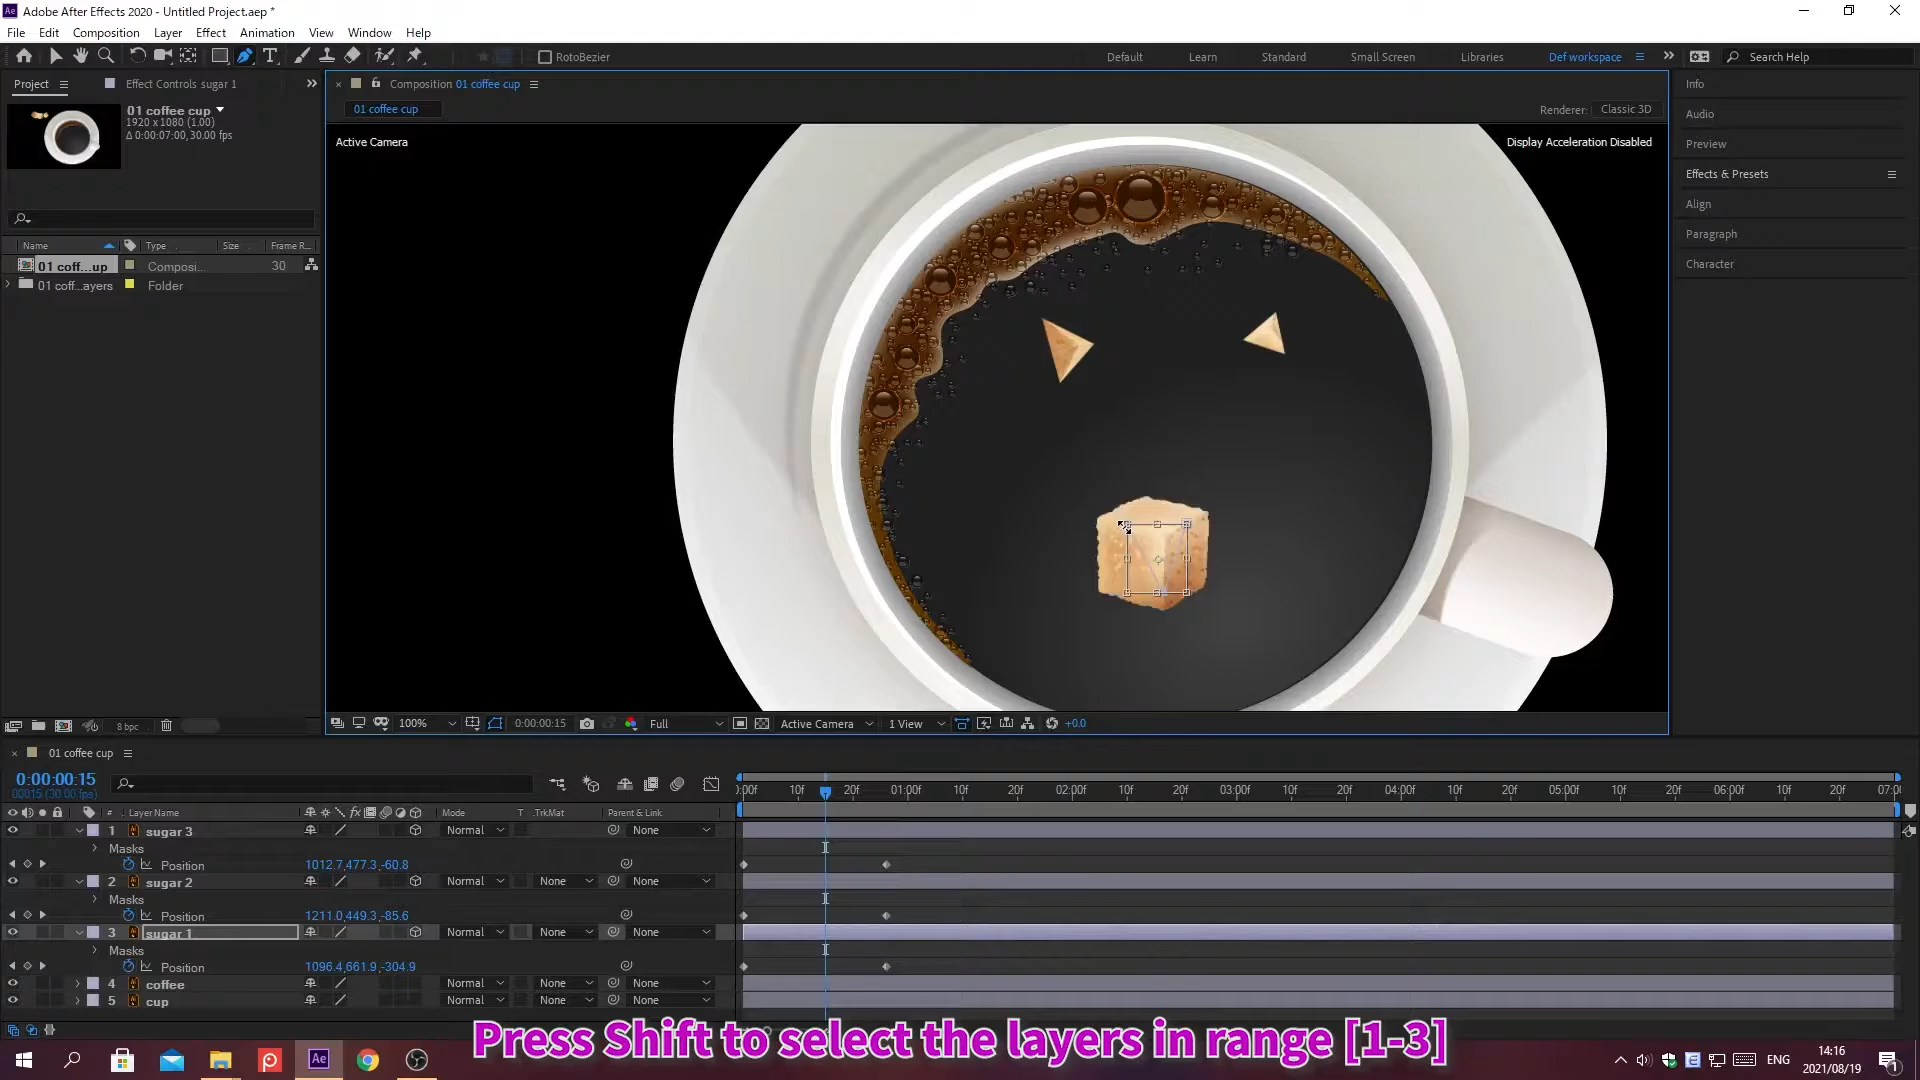 Adobe After Effects 2020 - Untitled Project.aep *
File Edit Composition Layer Effect Animation View Window Help
RotoBezier Default Learn Standard Small Screen Libraries Def workspace Search Help
Project Effect Controls sugar 1
01 coffee cup
1920 x 1080 (1.00)
Δ 0:00:07:00, 30.00 fps
Name Type Size Frame R...
01 coff...up Composi... 30
01 coff...ayers Folder
8 bpc
Composition 01 coffee cup
01 coffee cup
Renderer: Classic 3D
Active Camera
Display Acceleration Disabled
100% 0:00:00:15 Full Active Camera 1 View +0.0
Info
Audio
Preview
Effects & Presets
Align
Paragraph
Character
01 coffee cup
0:00:00:15
00015 (30.00 fps)
:00f 10f 20f 01:00f 10f 20f 02:00f 10f 20f 03:00f 10f 20f 04:00f 10f 20f 05:00f 10f 20f 06:00f 10f 20f 07:00
# Layer Name Mode T .TrkMat Parent & Link
1 sugar 3 Normal None
Masks
Position 1012.7,477.3,-60.8
2 sugar 2 Normal None None
Masks
Position 1211.0,449.3,-85.6
3 sugar 1 Normal None None
Masks
Position 1096.4,661.9,-304.9
4 coffee Normal None None
5 cup Normal None None
Press Shift to select the layers in range [1-3]
ENG
14:16
2021/08/19